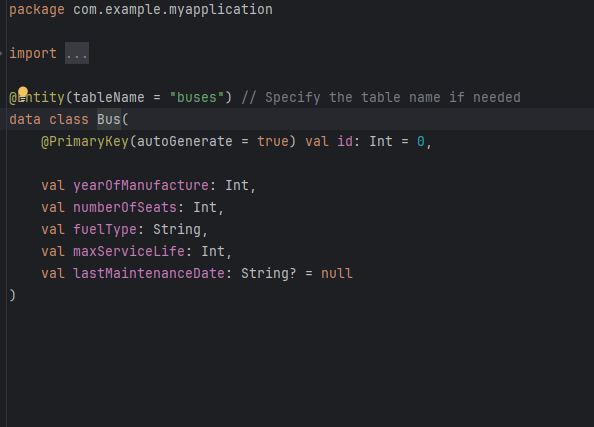 package com.example.myapplication
import ...
@Entity(tableName = "buses") // Specify the table name if needed
data class Bus(
@PrimaryKey(autoGenerate = true) val id: Int = 0,
val yearOfManufacture: Int,
val numberOfSeats: Int,
val fuelType: String,
val maxServiceLife: Int,
val lastMaintenanceDate: String? = null
)